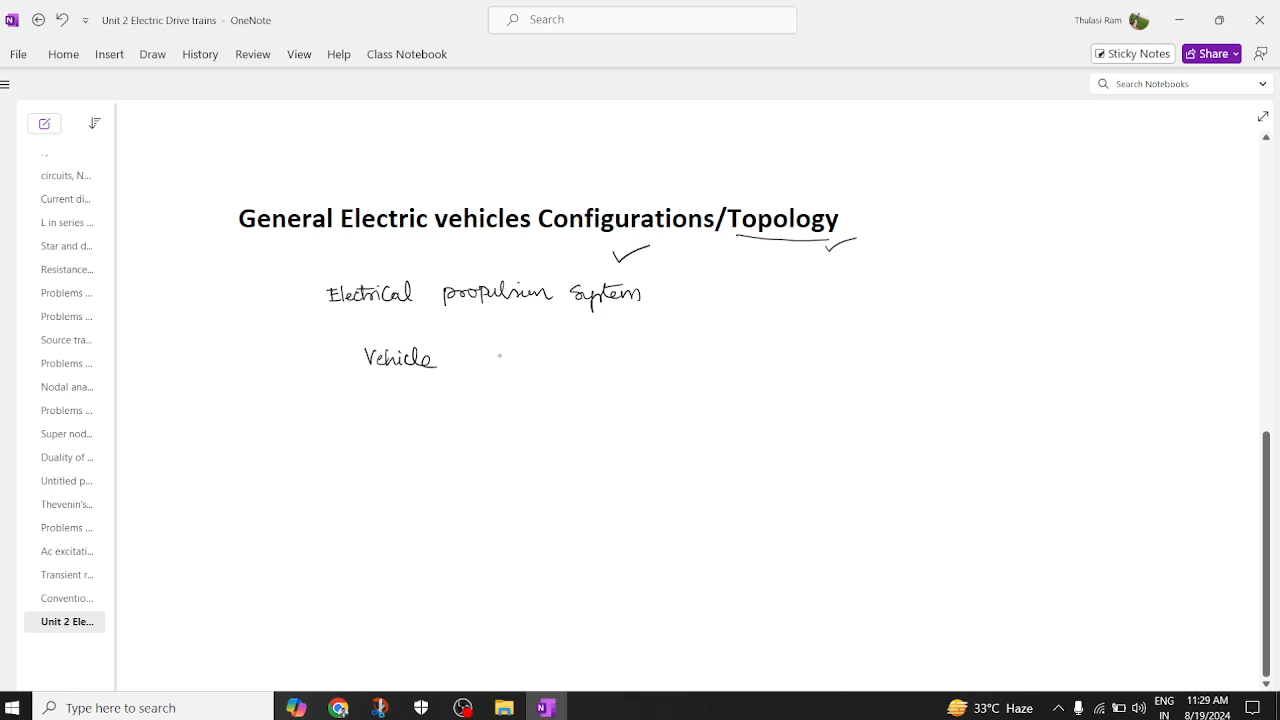 Unit 2 Electric Drive trains - OneNote
Search
Thulasi Ram
File Home Insert Draw History Review View Help Class Notebook
Sticky Notes Share
Search Notebooks
. ,
circuits, N...
Current di...
L in series ...
Star and d...
Resistance...
Problems ...
Problems ...
Source tra...
Problems ...
Nodal ana...
Problems ...
Super nod...
Duality of ...
Untitled p...
Thevenin's...
Problems ...
Ac excitati...
Transient r...
Conventio...
Unit 2 Ele...
General Electric vehicles Configurations/Topology
Electrical propulsion System
Vehicle
Type here to search
33°C Haze
ENG
IN
11:29 AM
8/19/2024